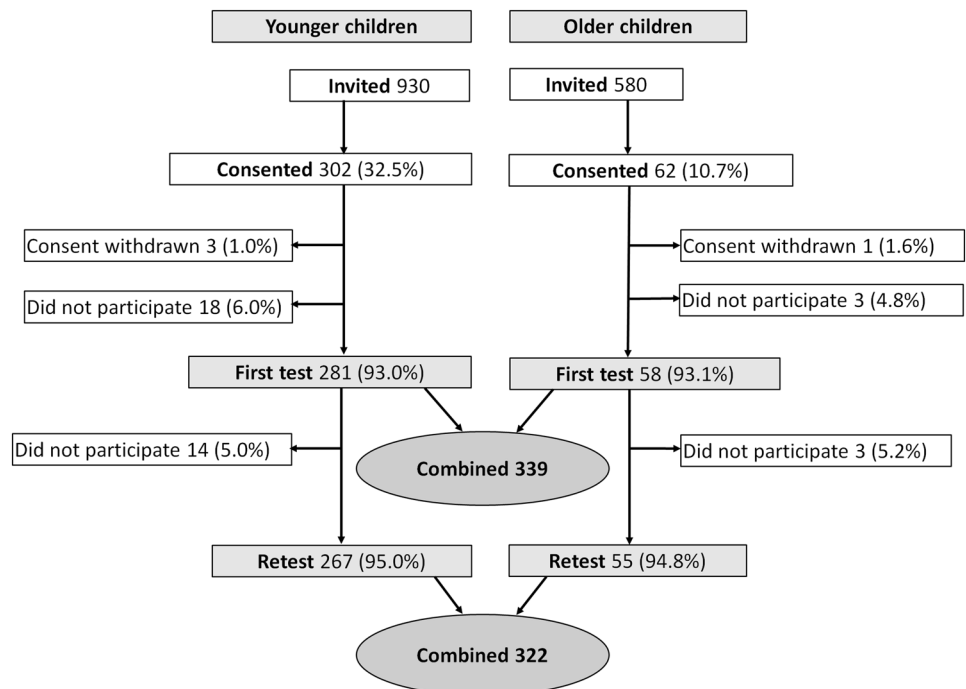 Younger children
Older children
Invited 930
Invited 580
Consented 302 (32.5%)
Consented 62 (10.7%)
Consent withdrawn 3 (1.0%)
Consent withdrawn 1 (1.6%)
Did not participate 18 (6.0%)
Did not participate 3 (4.8%)
First test 281 (93.0%)
First test 58 (93.1%)
Did not participate 14 (5.0%)
Combined 339
Did not participate 3 (5.2%)
Retest 267 (95.0%)
Retest 55 (94.8%)
Combined 322